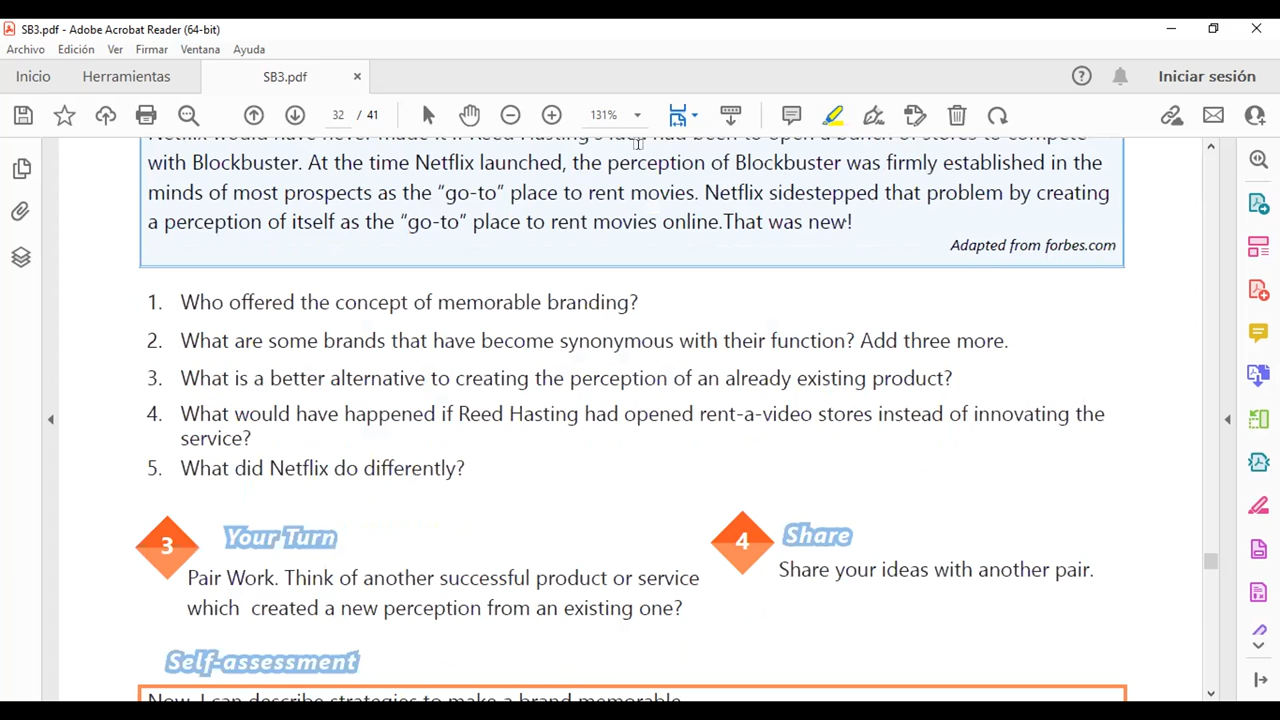 SB3.pdf - Adobe Acrobat Reader (64-bit)
Archivo Edición Ver Firmar Ventana Ayuda
Inicio Herramientas SB3.pdf Iniciar sesión
32 / 41 131%
with Blockbuster. At the time Netflix launched, the perception of Blockbuster was firmly established in the
minds of most prospects as the “go-to” place to rent movies. Netflix sidestepped that problem by creating
a perception of itself as the “go-to” place to rent movies online.That was new!
Adapted from forbes.com
1. Who offered the concept of memorable branding?
2. What are some brands that have become synonymous with their function? Add three more.
3. What is a better alternative to creating the perception of an already existing product?
4. What would have happened if Reed Hasting had opened rent-a-video stores instead of innovating the
service?
5. What did Netflix do differently?
3 Your Turn
Pair Work. Think of another successful product or service
which created a new perception from an existing one?
4 Share
Share your ideas with another pair.
Self-assessment
Now, I can describe strategies to make a brand memorable.